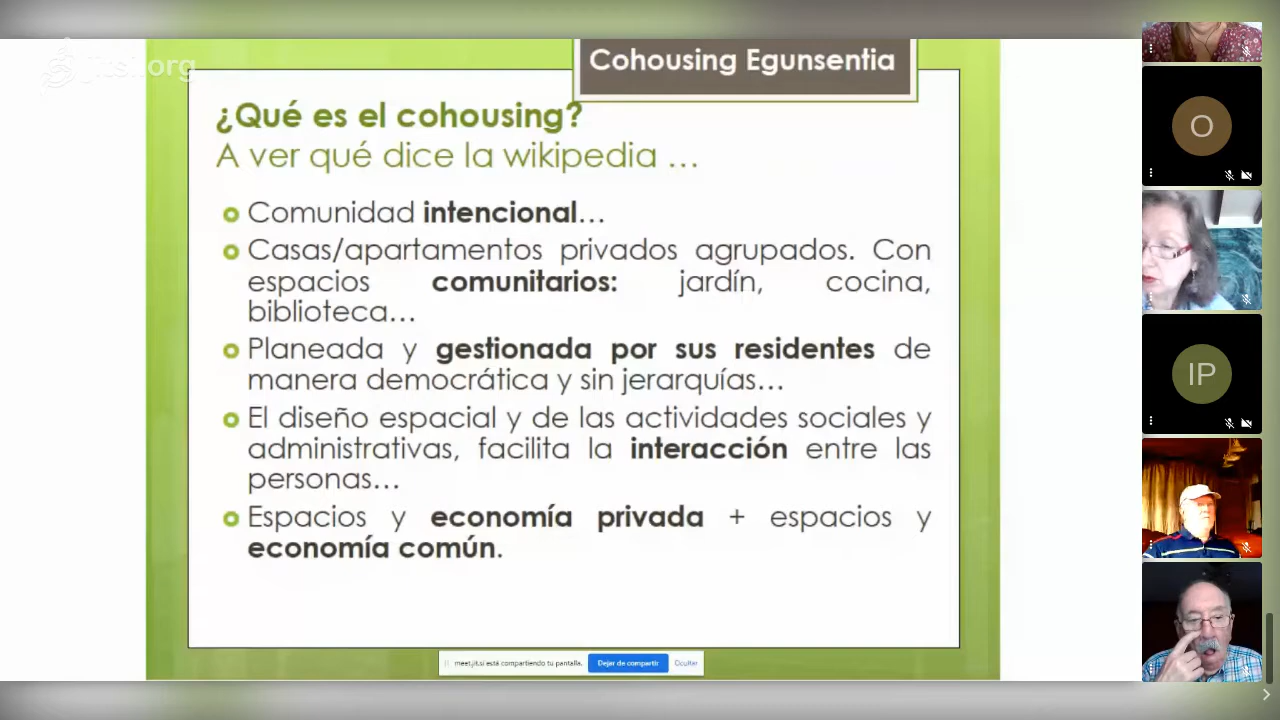 Jitsi.org
Cohousing Egunsentia
¿Qué es el cohousing?
A ver qué dice la wikipedia …
Comunidad intencional…
Casas/apartamentos privados agrupados. Con
espacios comunitarios: jardín, cocina,
biblioteca…
Planeada y gestionada por sus residentes de
manera democrática y sin jerarquías…
El diseño espacial y de las actividades sociales y
administrativas, facilita la interacción entre las
personas…
Espacios y economía privada + espacios y
economía común.
meet.jit.si está compartiendo tu pantalla.
Dejar de compartir
Ocultar
O
IP